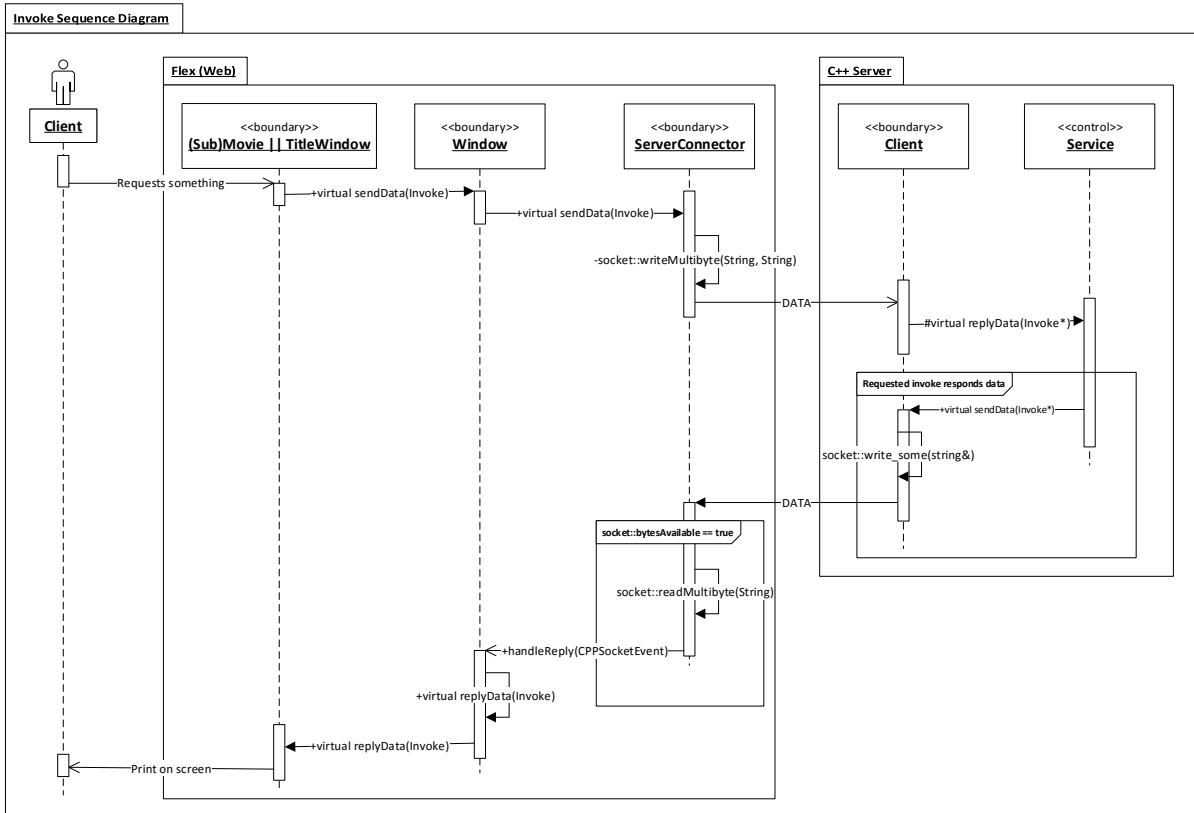 Invoke Sequence Diagram
Flex (Web)
C++ Server
Client
<<boundary>>
(Sub)Movie || TitleWindow
<<boundary>>
Window
<<boundary>>
ServerConnector
<<boundary>>
Client
<<control>>
Service
Requests something
+virtual sendData(Invoke)
+virtual sendData(Invoke)
-socket::writeMultibyte(String, String)
DATA
#virtual replyData(Invoke*)
Requested invoke responds data
+virtual sendData(Invoke*)
socket::write_some(string&)
DATA
socket::bytesAvailable == true
socket::readMultibyte(String)
+handleReply(CPPSocketEvent)
+virtual replyData(Invoke)
+virtual replyData(Invoke)
Print on screen